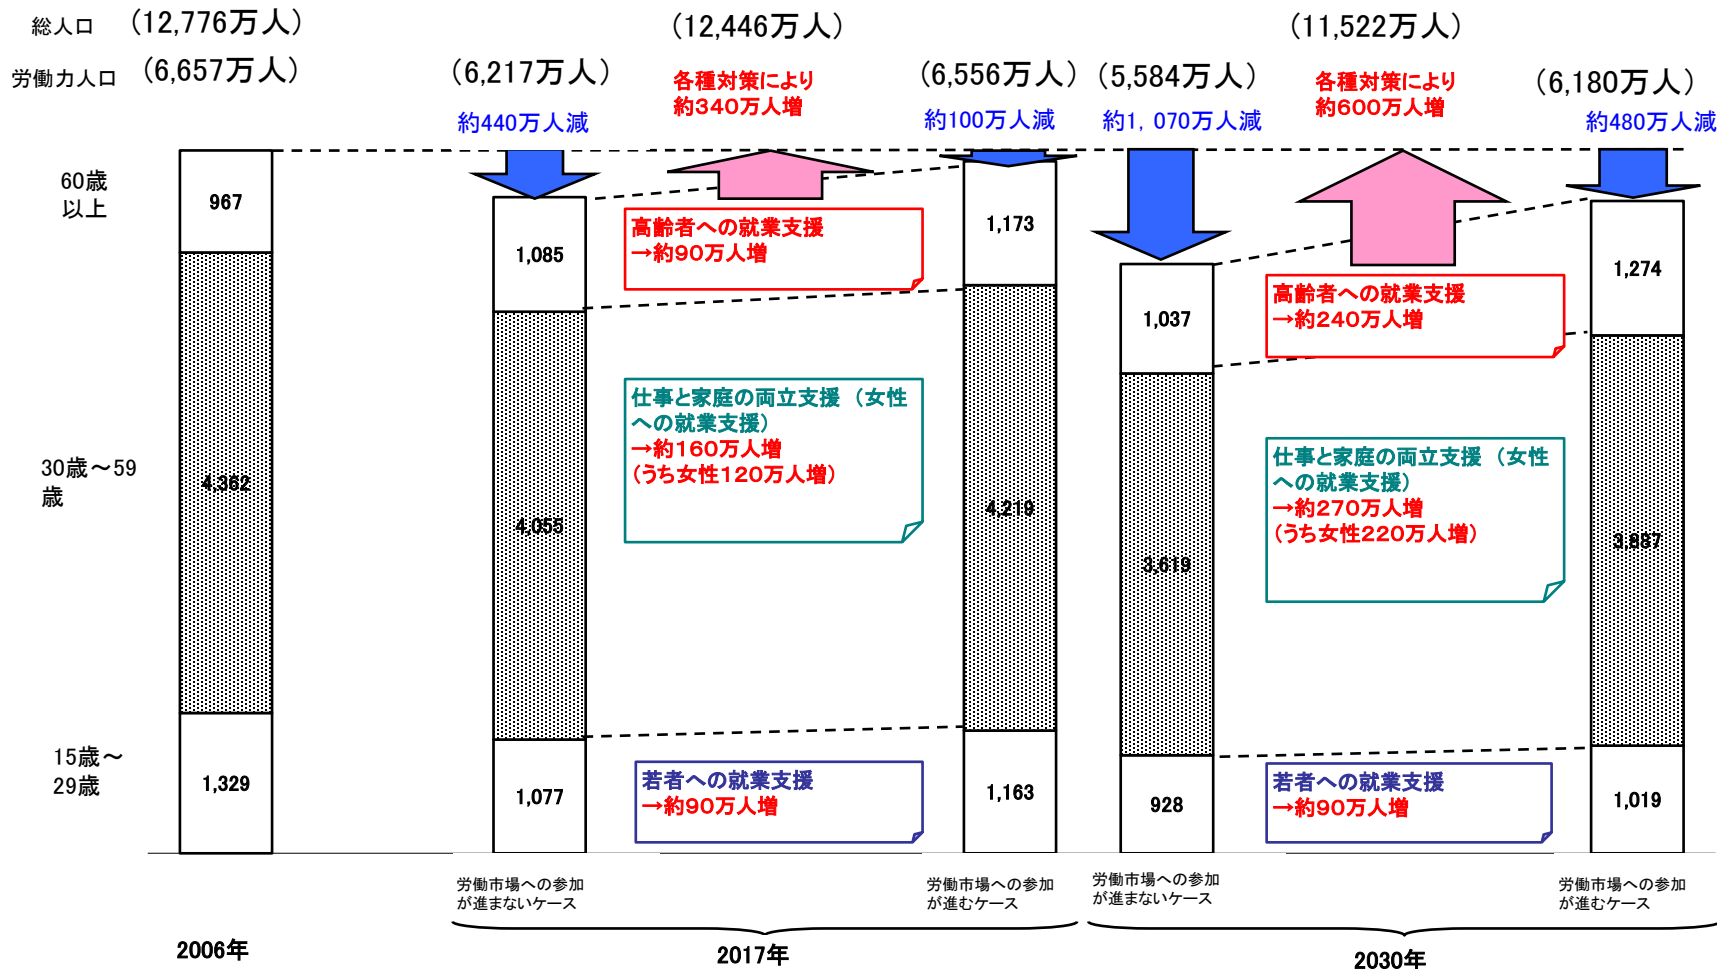 総人口 (12,776万人) (12,446万人) (11,522万人)
労働力人口 (6,657万人) (6,217万人) (6,556万人) (5,584万人) (6,180万人)
各種対策により
約340万人増
各種対策により
約600万人増
約440万人減 約100万人減 約1,070万人減 約480万人減
60歳
以上
967
1,085
1,173
1,037
1,274
高齢者への就業支援
→約90万人増
高齢者への就業支援
→約240万人増
30歳~59
歳
4,362
4,055
4,219
3,619
3,887
仕事と家庭の両立支援 (女性
への就業支援)
→約160万人増
(うち女性120万人増)
仕事と家庭の両立支援 (女性
への就業支援)
→約270万人増
(うち女性220万人増)
15歳~
29歳
1,329
1,077
1,163
928
1,019
若者への就業支援
→約90万人増
若者への就業支援
→約90万人増
労働市場への参加
が進まないケース
労働市場への参加
が進むケース
労働市場への参加
が進まないケース
労働市場への参加
が進むケース
2006年
2017年
2030年